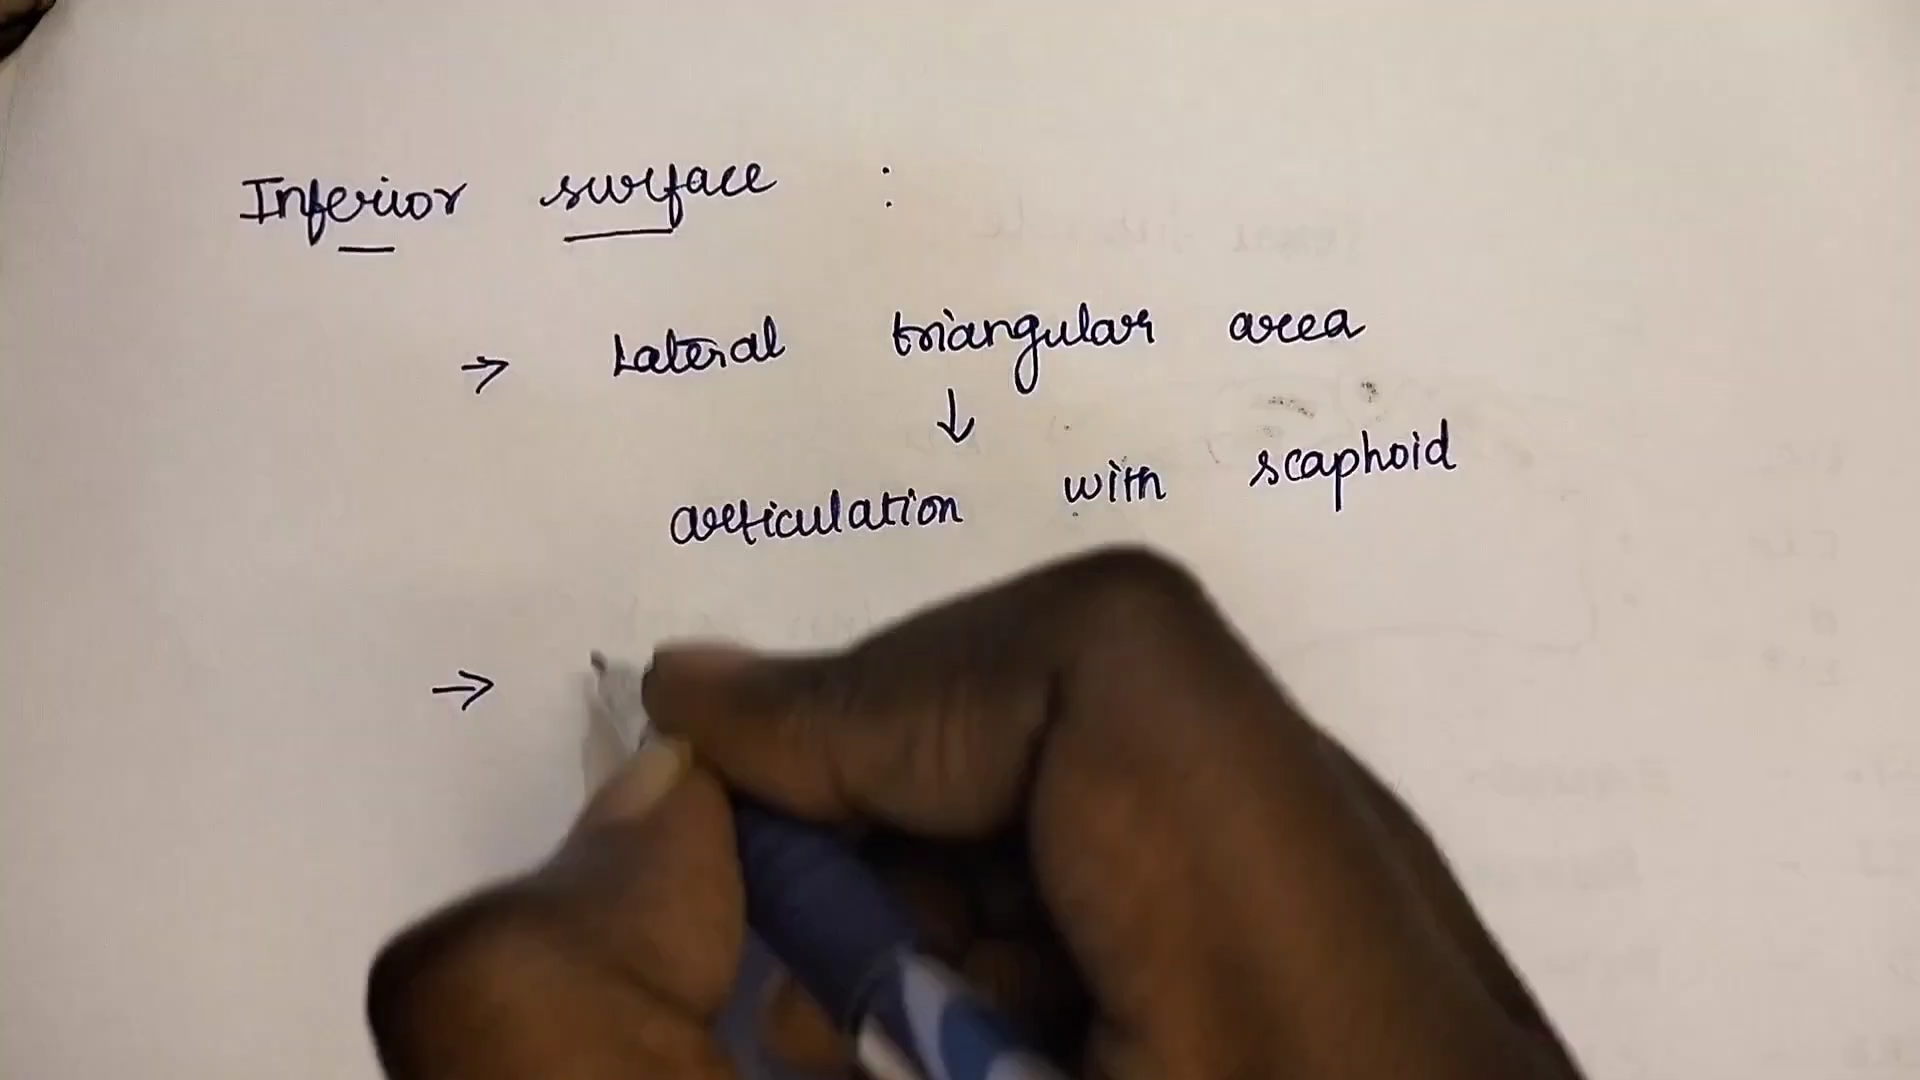 Inferior surface :
→ Lateral triangular area
↓
articulation with scaphoid
→